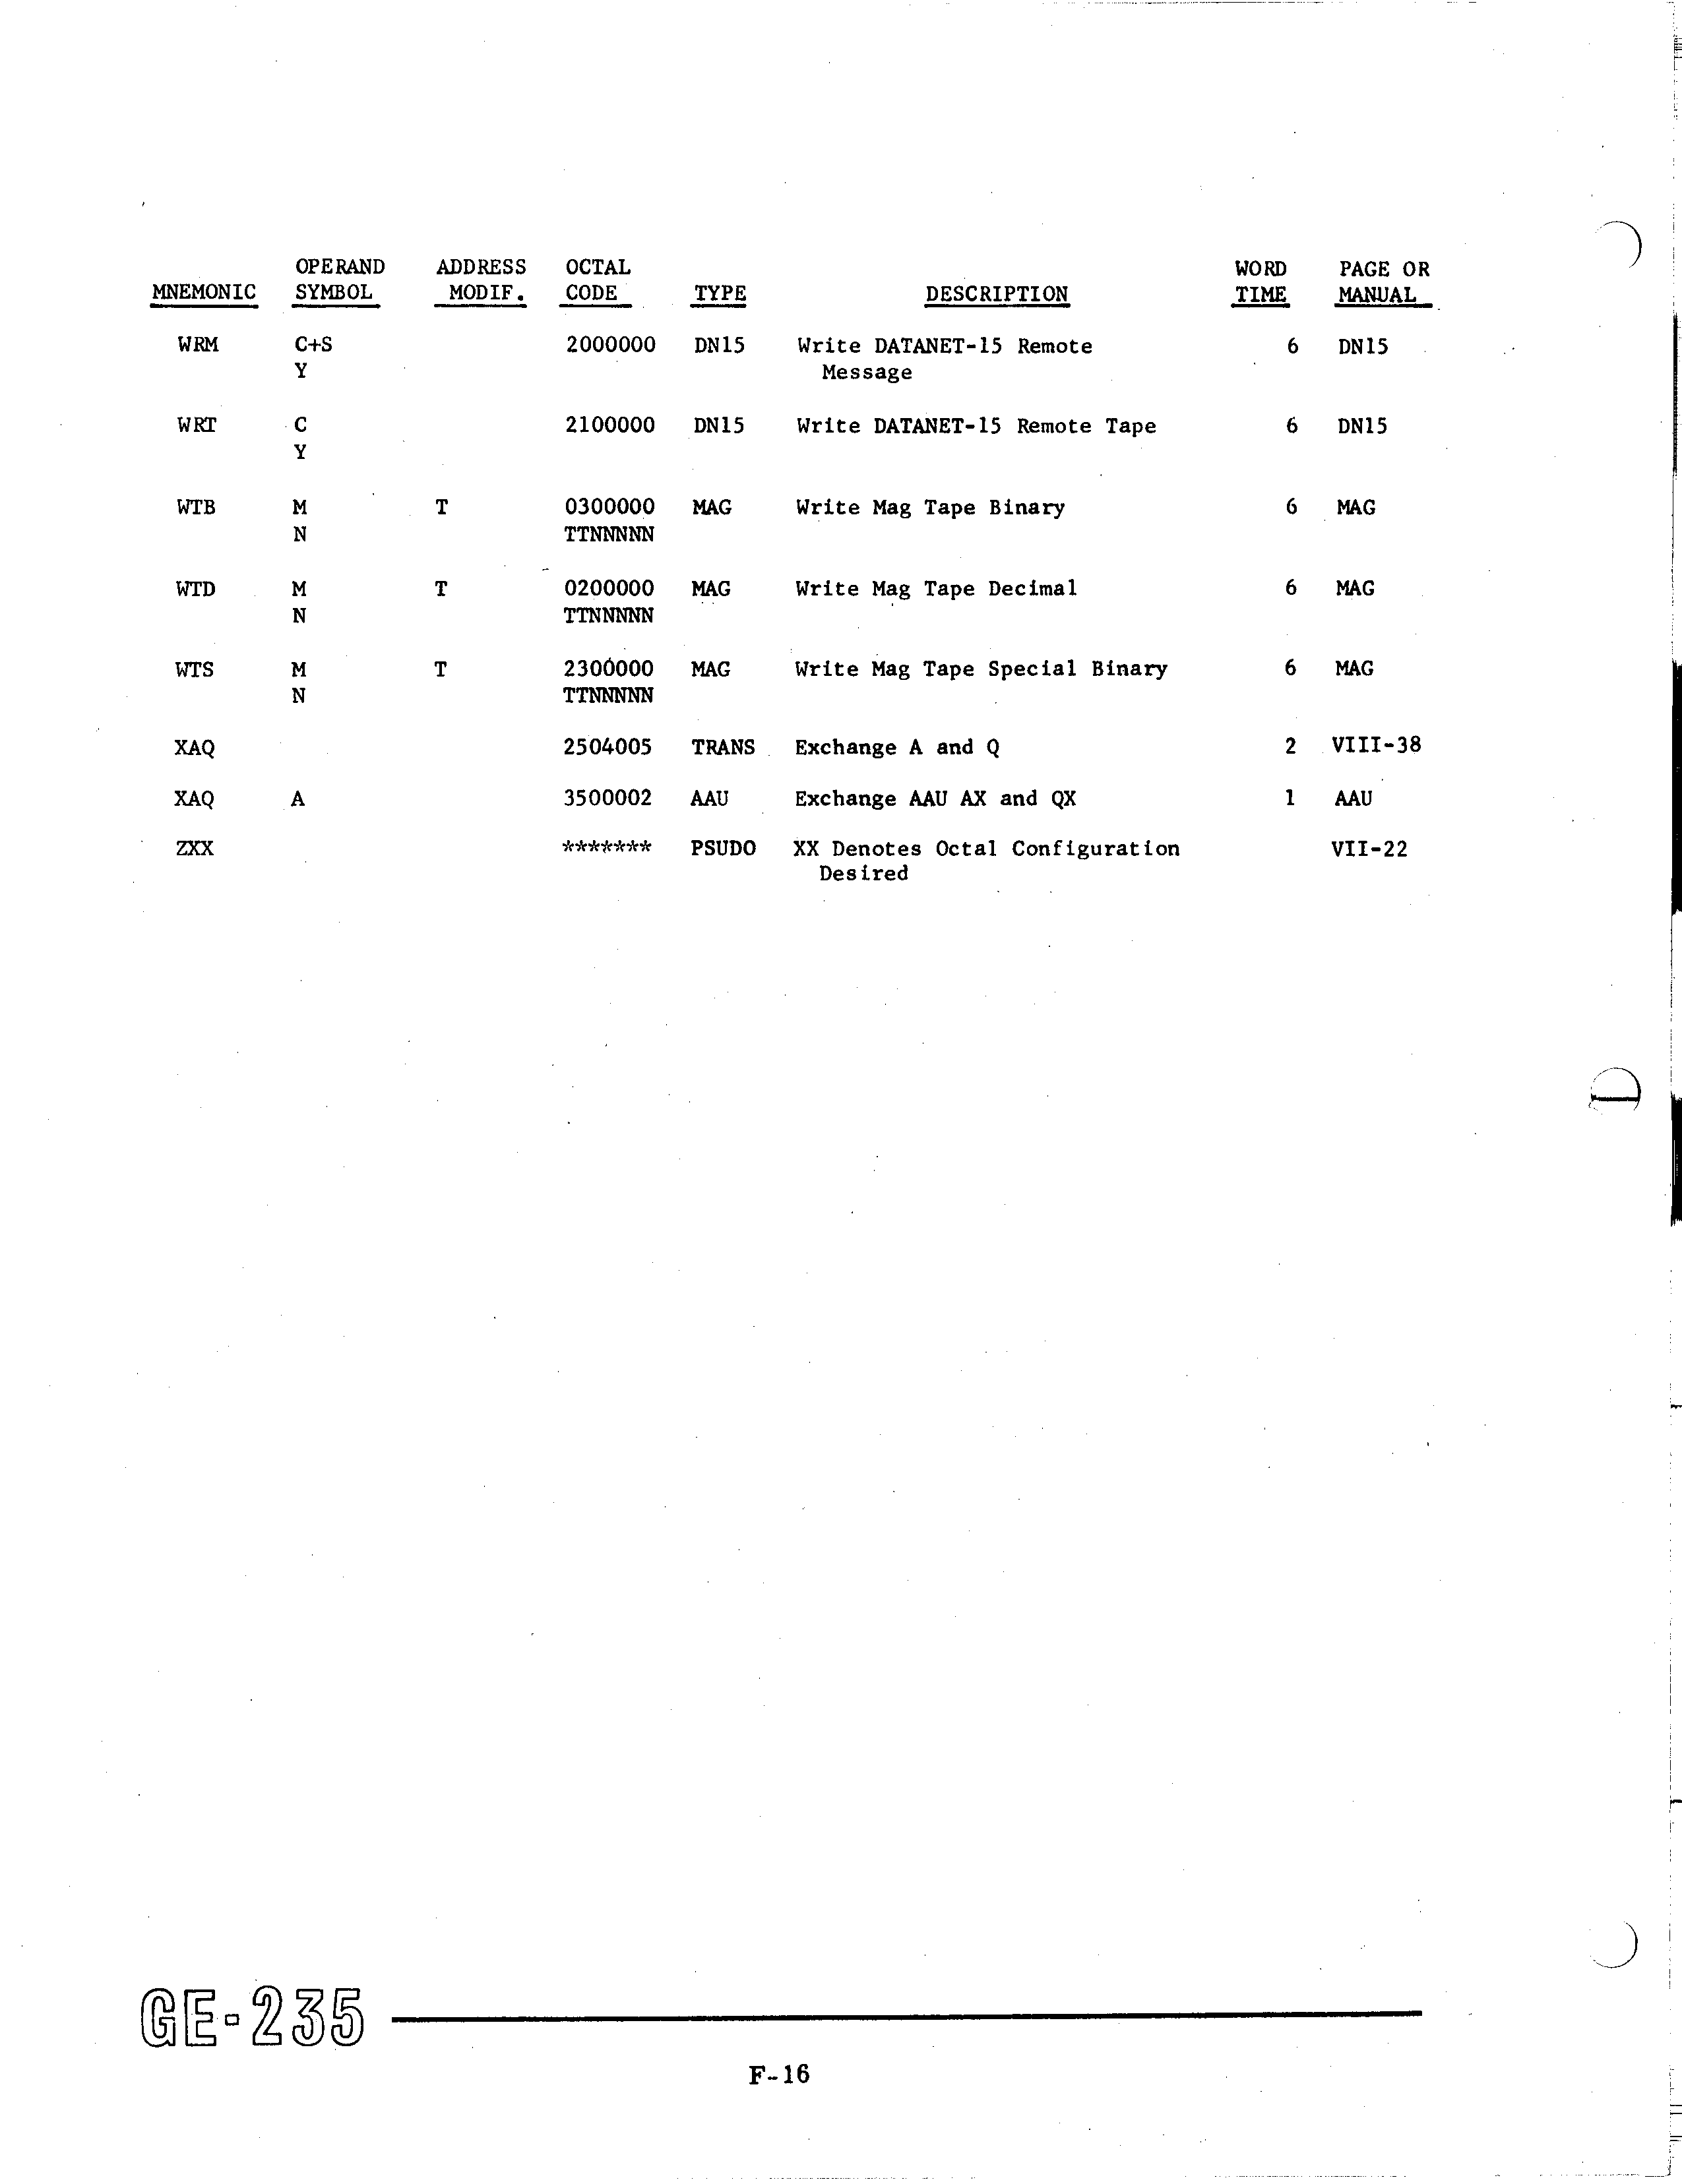 OPERAND ADDRESS OCTAL WORD PAGE OR
MNEMONIC SYMBOL MODIF. CODE TYPE DESCRIPTION TIME MANUAL
WRM C+S 2000000 DN15 Write DATANET-15 Remote 6 DN15
Y Message
WRT C 2100000 DN15 Write DATANET-15 Remote Tape 6 DN15
Y
WTB M T 0300000 MAG Write Mag Tape Binary 6 MAG
N TTNNNNN
WTD M T 0200000 MAG Write Mag Tape Decimal 6 MAG
N TTNNNNN
WTS M T 2300000 MAG Write Mag Tape Special Binary 6 MAG
N TTNNNNN
XAQ 2504005 TRANS Exchange A and Q 2 VIII-38
XAQ A 3500002 AAU Exchange AAU AX and QX 1 AAU
ZXX ******* PSUDO XX Denotes Octal Configuration VII-22
Desired
GE-235
F-16